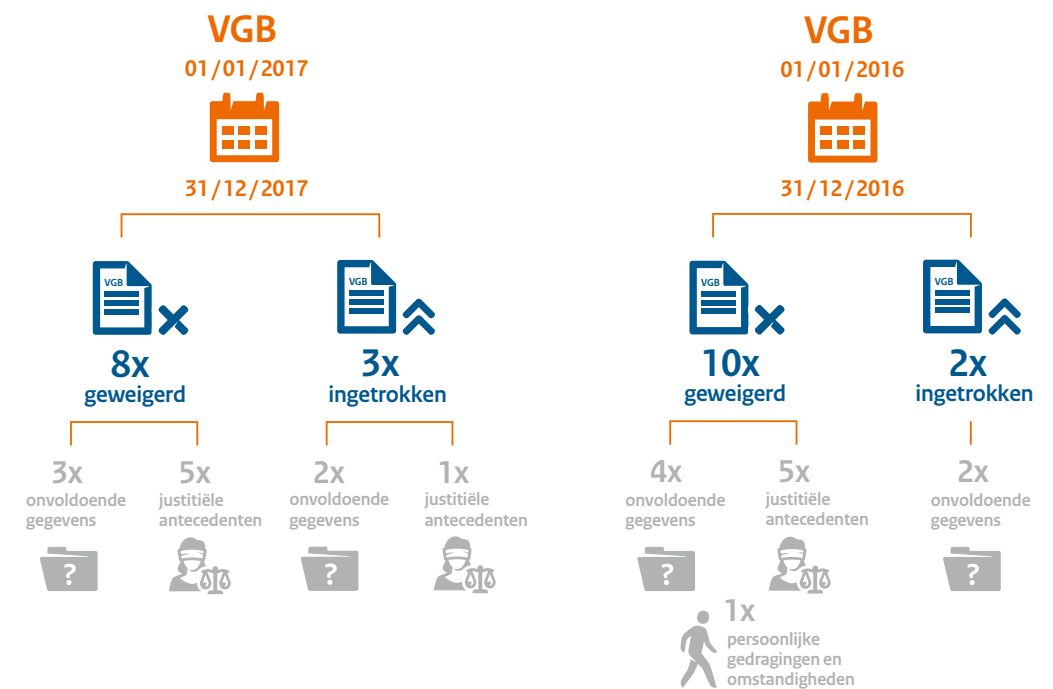 VGB
01/01/2017
31/12/2017
VGB
8x
geweigerd
3x
onvoldoende
gegevens
?
5x
justitiële
antecedenten
VGB
3x
ingetrokken
2x
onvoldoende
gegevens
?
1x
justitiële
antecedenten
VGB
01/01/2016
31/12/2016
VGB
10x
geweigerd
4x
onvoldoende
gegevens
?
5x
justitiële
antecedenten
1x
persoonlijke
gedragingen en
omstandigheden
VGB
2x
ingetrokken
2x
onvoldoende
gegevens
?